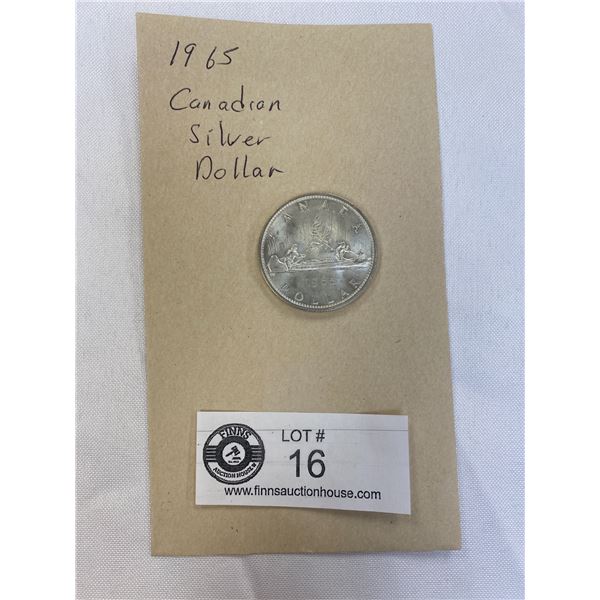 1965
Canadian
Silver
Dollar
CANADA
DOLLAR
FINNS
AUCTION HOUSE
LOT #
16
www.finnsauctionhouse.com